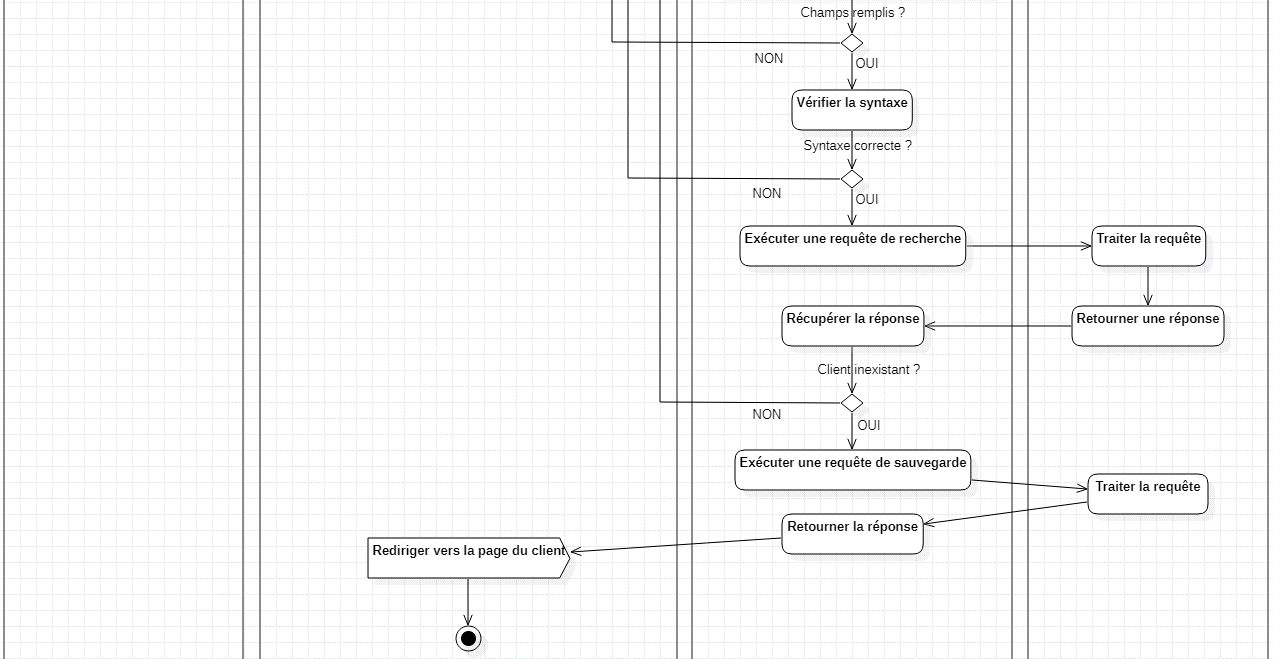 Champs remplis ?
NON
OUI
Vérifier la syntaxe
Syntaxe correcte ?
NON
OUI
Exécuter une requête de recherche
Traiter la requête
Récupérer la réponse
Retourner une réponse
Client inexistant ?
NON
OUI
Exécuter une requête de sauvegarde
Traiter la requête
Retourner la réponse
Rediriger vers la page du client